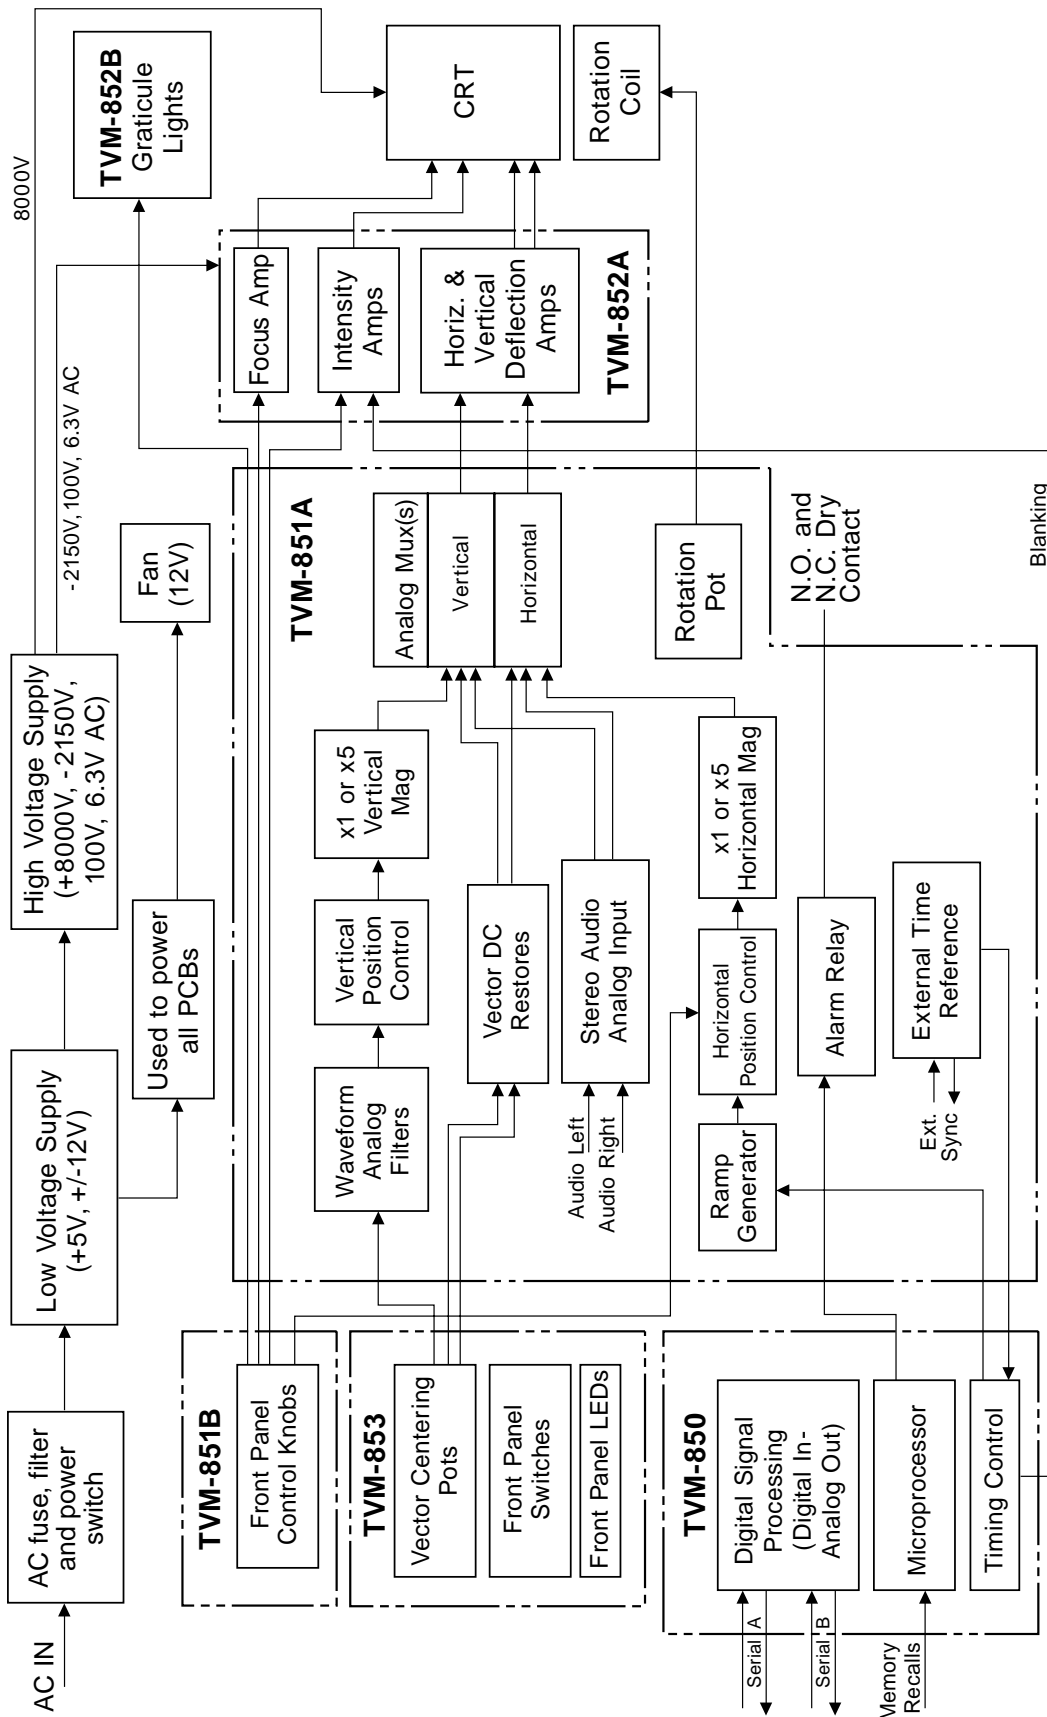 AC IN
AC fuse, filter
and power
switch
Low Voltage Supply
(+5V, +/-12V)
High Voltage Supply
(+8000V, -2150V,
100V, 6.3V AC)
8000V
-2150V, 100V, 6.3V AC
Used to power
all PCBs
Fan
(12V)
TVM-852B
Graticule
Lights
CRT
Rotation
Coil
TVM-851B
Front Panel
Control Knobs
TVM-853
Vector Centering
Pots
Front Panel
Switches
Front Panel LEDs
TVM-850
Digital Signal
Processing
(Digital In-
Analog Out)
Microprocessor
Timing Control
Serial A
Serial B
Memory
Recalls
TVM-851A
Waveform
Analog
Filters
Vertical
Position
Control
x1 or x5
Vertical
Mag
Analog Mux(s)
Vertical
Horizontal
Vector DC
Restores
Stereo Audio
Analog Input
Audio Left
Audio Right
Ramp
Generator
Horizontal
Position Control
x1 or x5
Horizontal Mag
Rotation
Pot
Alarm Relay
N.O. and
N.C. Dry
Contact
External Time
Reference
Ext.
Sync
Focus Amp
Intensity
Amps
Horiz. &
Vertical
Deflection
Amps
TVM-852A
Blanking